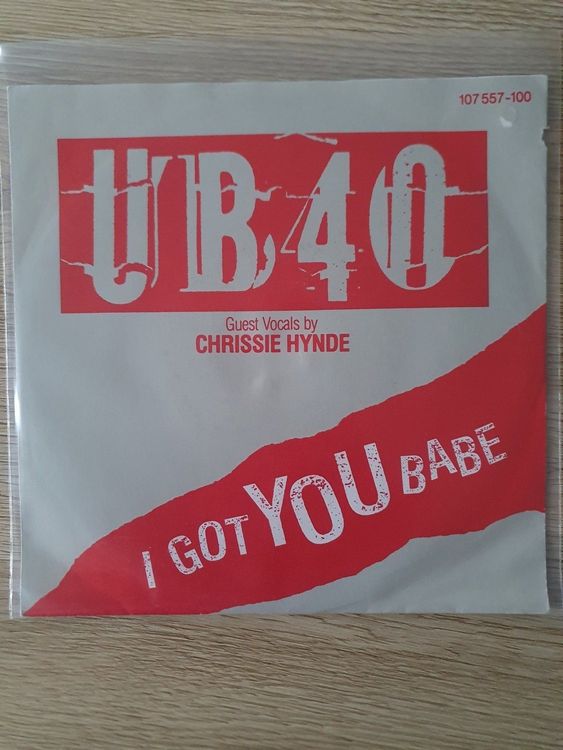 107 557-100
UB40
Guest Vocals by
CHRISSIE HYNDE
I GOT YOU BABE